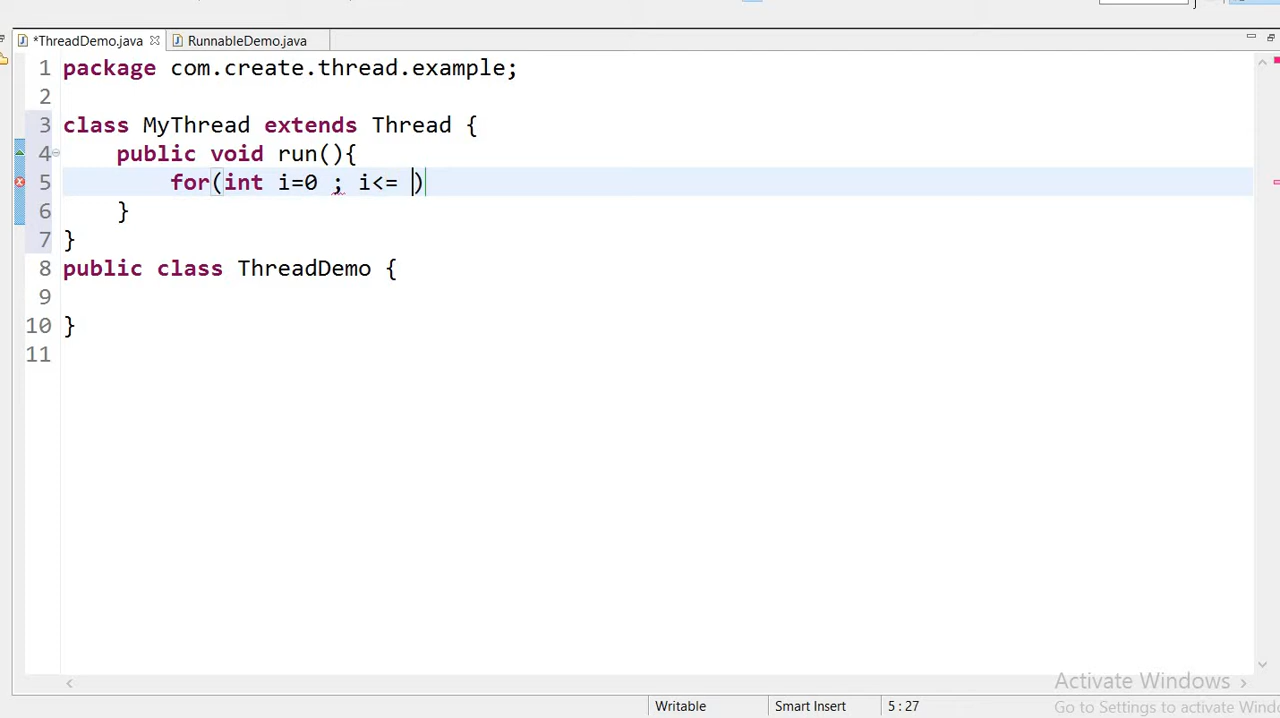 *ThreadDemo.java RunnableDemo.java
1 package com.create.thread.example;
2
3 class MyThread extends Thread {
4 public void run(){
5 for(int i=0 ; i<= )
6 }
7 }
8 public class ThreadDemo {
9
10 }
11
Activate Windows
Go to Settings to activate Wind
Writable Smart Insert 5 : 27